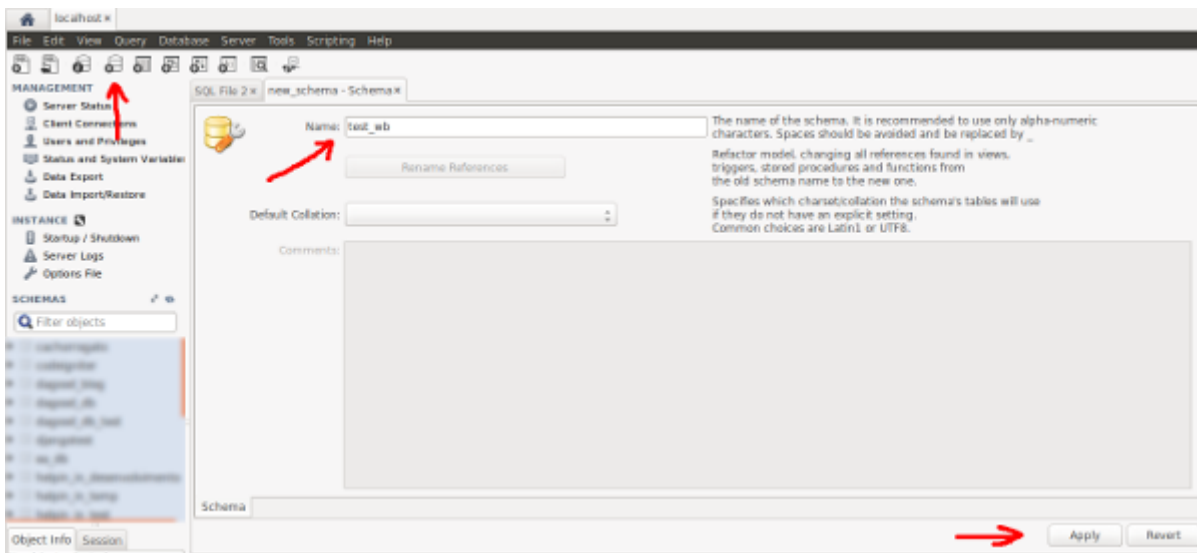 localhost ×
File Edit View Query Database Server Tools Scripting Help
MANAGEMENT
Server Status
Client Connections
Users and Privileges
Status and System Variable
Data Export
Data Import/Restore
INSTANCE
Startup / Shutdown
Server Logs
Options File
SCHEMAS
Filter objects
Object Info Session
SQL File 2 × new_schema - Schema ×
Name: test_wb
The name of the schema. It is recommended to use only alpha-numeric
characters. Spaces should be avoided and be replaced by _
Rename References
Refactor model, changing all references found in views,
triggers, stored procedures and functions from
the old schema name to the new one.
Default Collation:
Specifies which charset/collation the schema's tables will use
if they do not have an explicit setting.
Common choices are Latin1 or UTF8.
Comments:
Schema
Apply Revert